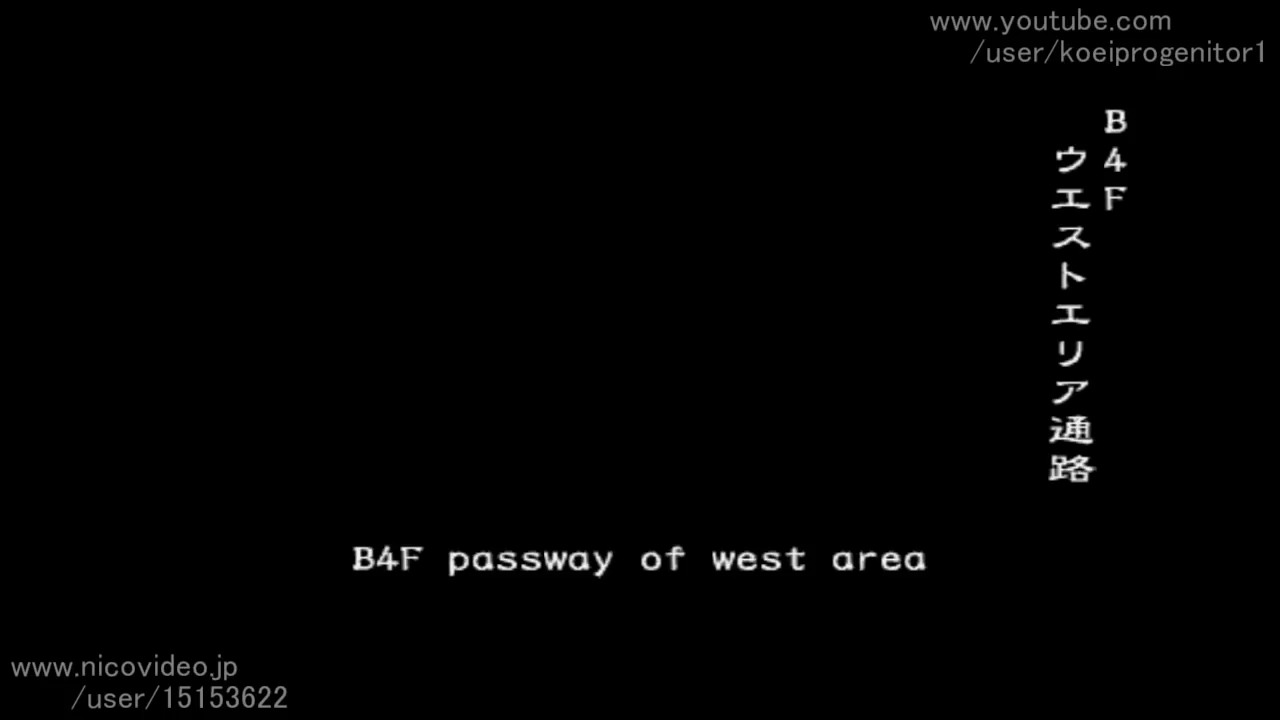 www.youtube.com
/user/koeiprogenitor1
B4F
ウエストエリア通路
B4F passway of west area
www.nicovideo.jp
/user/15153622